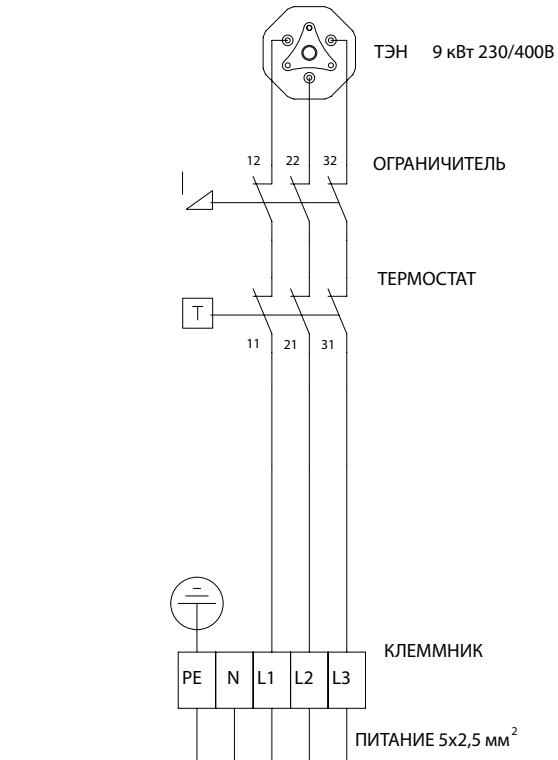 ТЭН 9 кВт 230/400В
12 22 32
ОГРАНИЧИТЕЛЬ
ТЕРМОСТАТ
T
11 21 31
КЛЕММНИК
PE N L1 L2 L3
ПИТАНИЕ 5x2,5 мм²